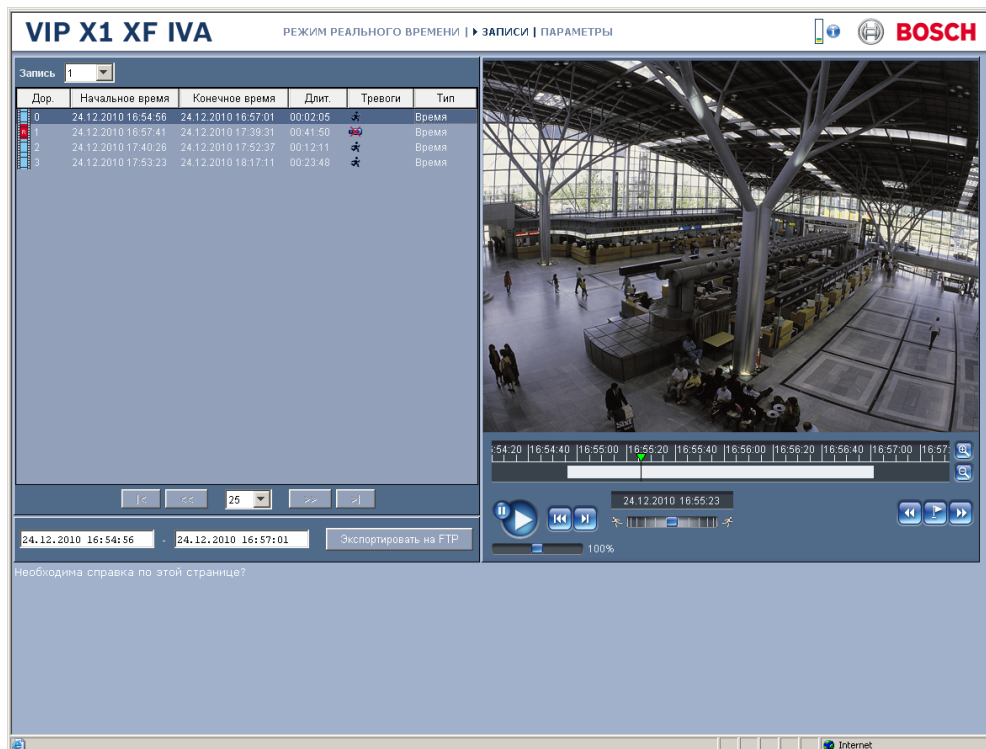 VIP X1 XF IVA
РЕЖИМ РЕАЛЬНОГО ВРЕМЕНИ | ЗАПИСИ | ПАРАМЕТРЫ
BOSCH
Запись 1
Дор. Начальное время Конечное время Длит. Тревоги Тип
0 24.12.2010 16:54:56 24.12.2010 16:57:01 00:02:05 Время
1 24.12.2010 16:57:41 24.12.2010 17:39:31 00:41:50 Время
2 24.12.2010 17:40:26 24.12.2010 17:52:37 00:12:11 Время
3 24.12.2010 17:53:23 24.12.2010 18:17:11 00:23:48 Время
|< << 25 >> >|
24.12.2010 16:54:56 - 24.12.2010 16:57:01 Экспортировать на FTP
Sixt
:54:20 |16:54:40 |16:55:00 |16:55:20 |16:55:40 |16:56:00 |16:56:20 |16:56:40 |16:57:00 |16:57:
24.12.2010 16:55:23
100%
Необходима справка по этой странице?
Internet